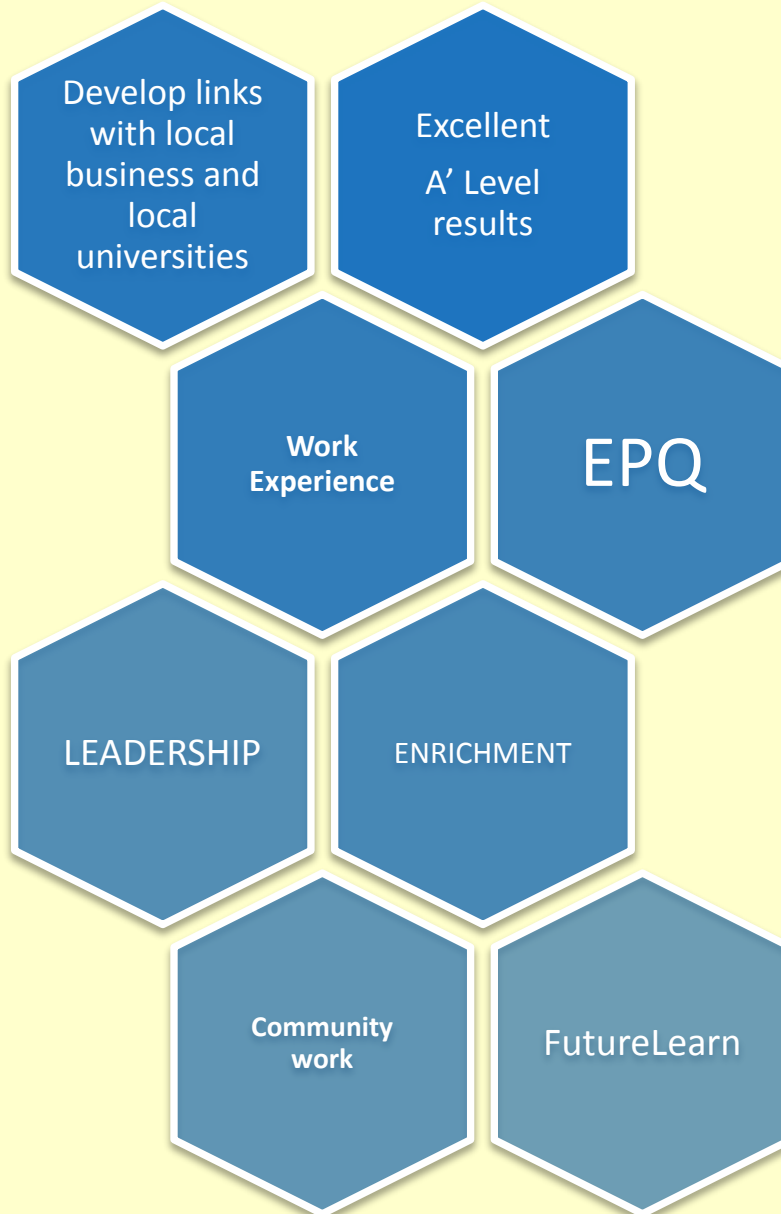 Develop links
with local
business and
local
universities
Excellent
A’ Level
results
Work
Experience
EPQ
LEADERSHIP
ENRICHMENT
Community
work
FutureLearn